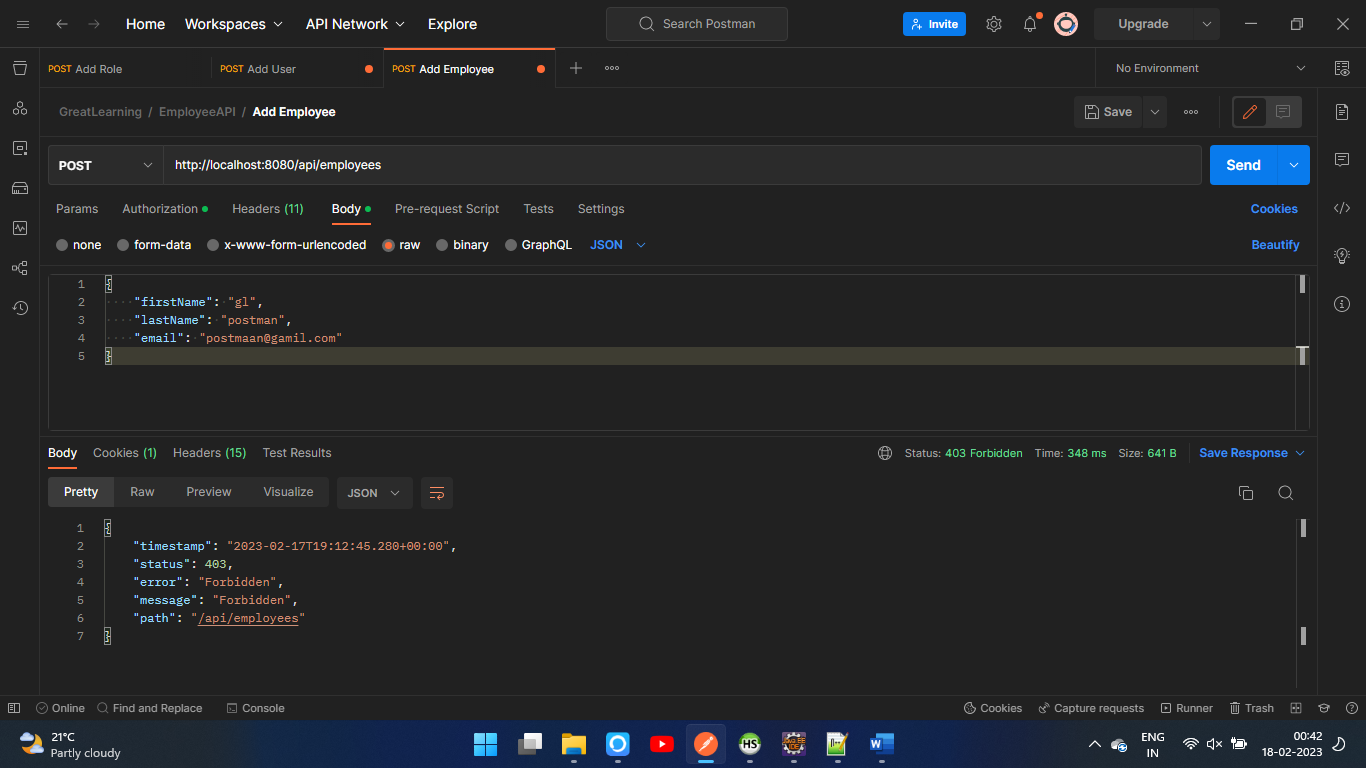 Home Workspaces API Network Explore Search Postman Invite Upgrade
POST Add Role POST Add User POST Add Employee No Environment
GreatLearning / EmployeeAPI / Add Employee Save
POST http://localhost:8080/api/employees Send
Params Authorization Headers (11) Body Pre-request Script Tests Settings Cookies
none form-data x-www-form-urlencoded raw binary GraphQL JSON Beautify
1 {
2 "firstName": "gl",
3 "lastName": "postman",
4 "email": "postmaan@gamil.com"
5 }
Body Cookies (1) Headers (15) Test Results Status: 403 Forbidden Time: 348 ms Size: 641 B Save Response
Pretty Raw Preview Visualize JSON
1 {
2 "timestamp": "2023-02-17T19:12:45.280+00:00",
3 "status": 403,
4 "error": "Forbidden",
5 "message": "Forbidden",
6 "path": "/api/employees"
7 }
Online Find and Replace Console Cookies Capture requests Runner Trash
21°C
Partly cloudy
HS
Java EE
IDE
W
ENG
IN
00:42
18-02-2023